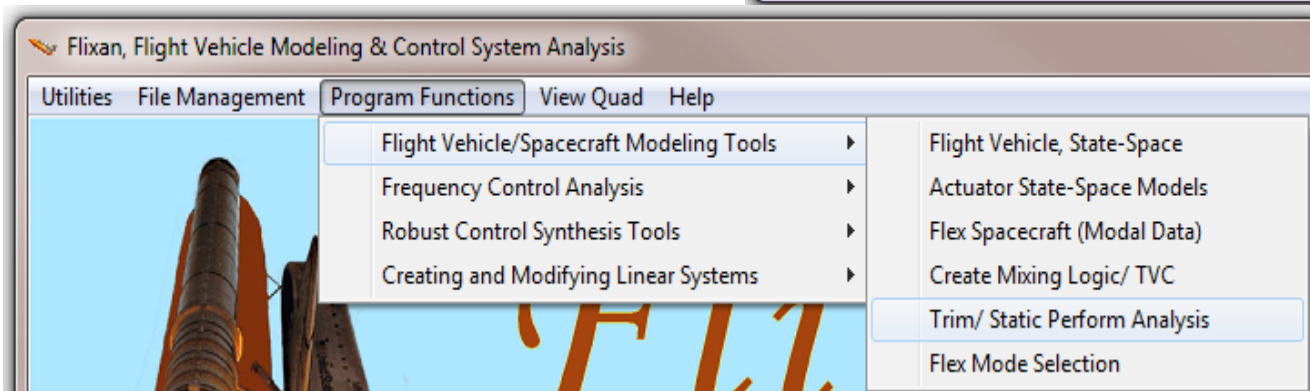 Flixan, Flight Vehicle Modeling & Control System Analysis
Utilities File Management Program Functions View Quad Help
Flight Vehicle/Spacecraft Modeling Tools
Frequency Control Analysis
Robust Control Synthesis Tools
Creating and Modifying Linear Systems
Flight Vehicle, State-Space
Actuator State-Space Models
Flex Spacecraft (Modal Data)
Create Mixing Logic/ TVC
Trim/ Static Perform Analysis
Flex Mode Selection